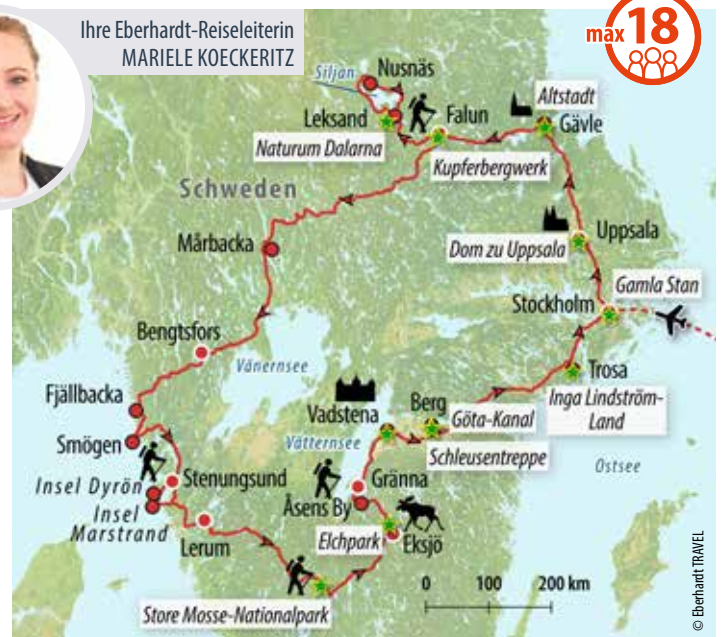 Ihre Eberhardt-Reiseleiterin
MARIELE KOECKERITZ
max 18
Siljan
Nusnäs
Leksand
Falun
Altstadt
Gävle
Naturum Dalarna
Kupferbergwerk
Schweden
Mårbacka
Uppsala
Dom zu Uppsala
Gamla Stan
Stockholm
Bengtsfors
Vänernsee
Trosa
Fjällbacka
Vadstena
Berg
Göta-Kanal
Inga Lindström-
Land
Smögen
Vätternsee
Schleusentreppe
Ostsee
Stenungsund
Gränna
Insel Dyrön
Åsens By
Insel
Marstrand
Lerum
Elchpark
Eksjö
0 100 200 km
Store Mosse-Nationalpark
© Eberhardt TRAVEL